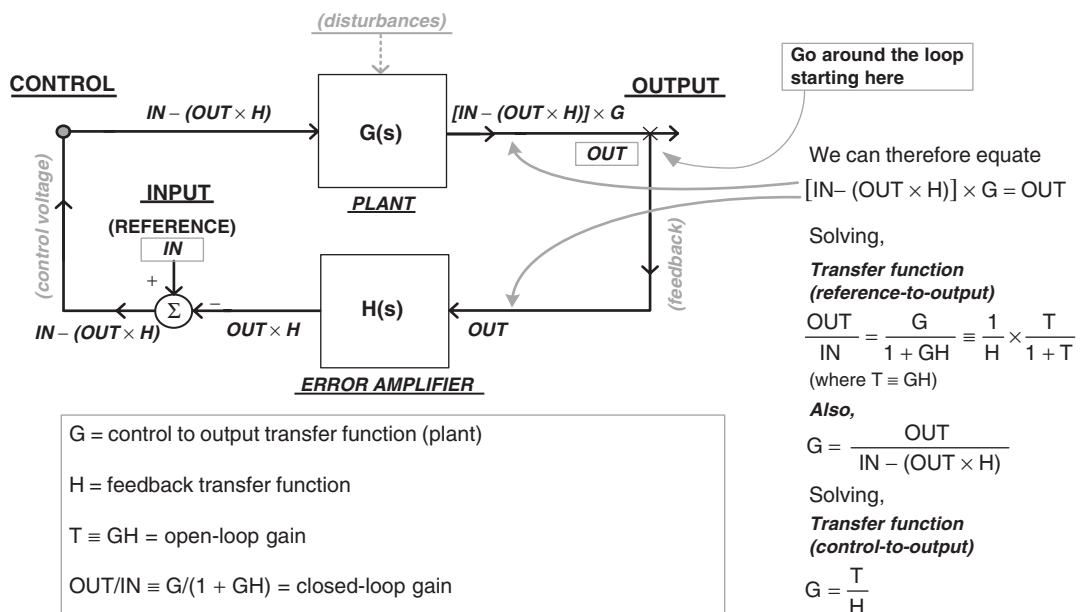 (disturbances)
Go around the loop
starting here
CONTROL
OUTPUT
IN – (OUT × H)
G(s)
[IN – (OUT × H)] × G
OUT
PLANT
(control voltage)
INPUT
(REFERENCE)
IN
+
–
Σ
IN – (OUT × H)
OUT × H
H(s)
OUT
(feedback)
ERROR AMPLIFIER
We can therefore equate
[IN– (OUT × H)] × G = OUT
Solving,
Transfer function
(reference-to-output)
OUT/IN = G/(1 + GH) ≡ 1/H × T/(1 + T)
(where T ≡ GH)
Also,
G = OUT/(IN – (OUT × H))
Solving,
Transfer function
(control-to-output)
G = T/H
G = control to output transfer function (plant)
H = feedback transfer function
T ≡ GH = open-loop gain
OUT/IN ≡ G/(1 + GH) = closed-loop gain